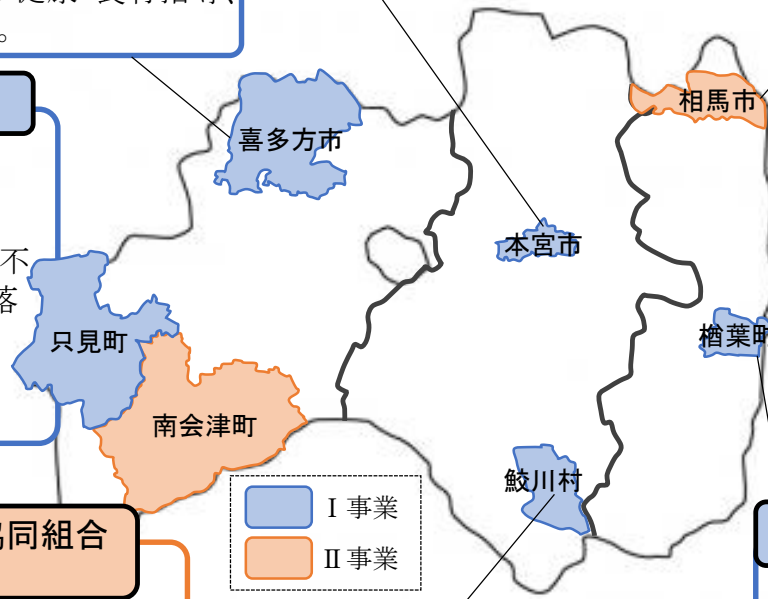 。
喜多方市
相馬市
不
落
本宮市
只見町
楢葉町
南会津町
鮫川村
Ⅰ事業
Ⅱ事業
協同組合